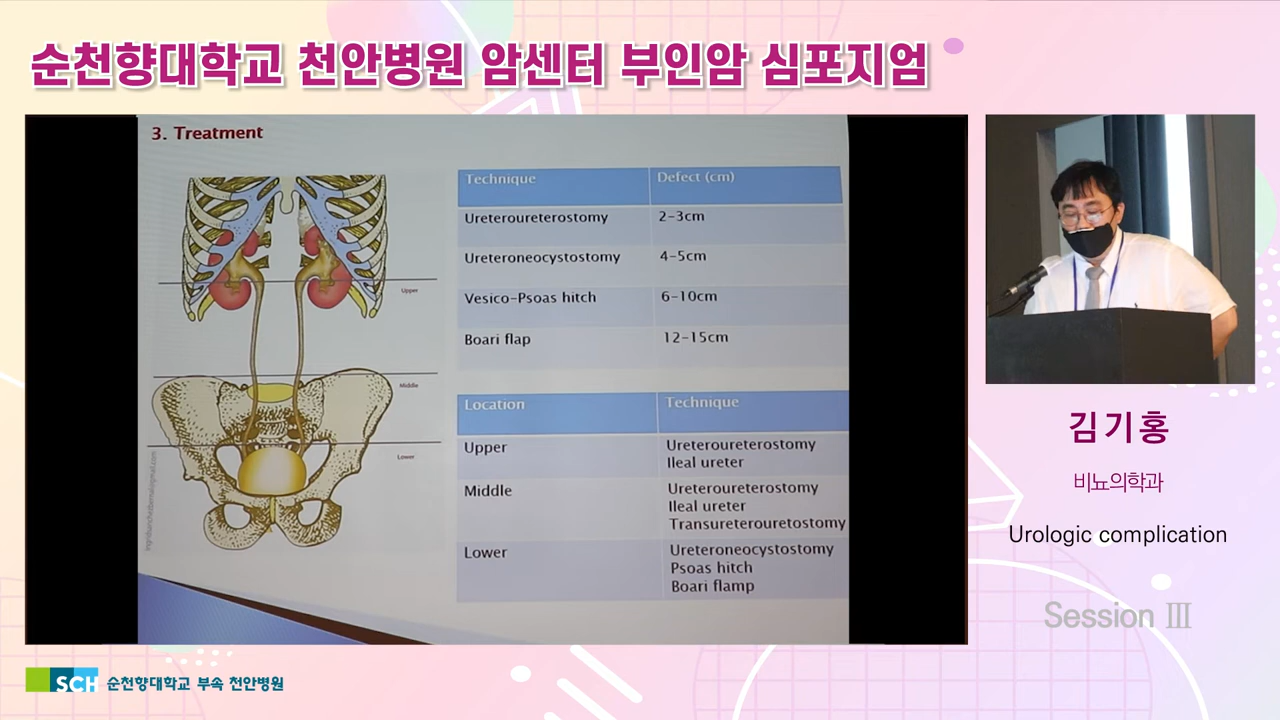 순천향대학교 천안병원 암센터 부인암 심포지엄
3. Treatment
Upper
Middle
Lower
Technique Defect (cm)
Ureteroureterostomy 2-3cm
Ureteroneocystostomy 4-5cm
Vesico-Psoas hitch 6-10cm
Boari flap 12-15cm
Location Technique
Upper Ureteroureterostomy
Ileal ureter
Middle Ureteroureterostomy
Ileal ureter
Transureterouretostomy
Lower Ureteroneocystostomy
Psoas hitch
Boari flamp
김기홍
비뇨의학과
Urologic complication
Session Ⅲ
SCH 순천향대학교 부속 천안병원